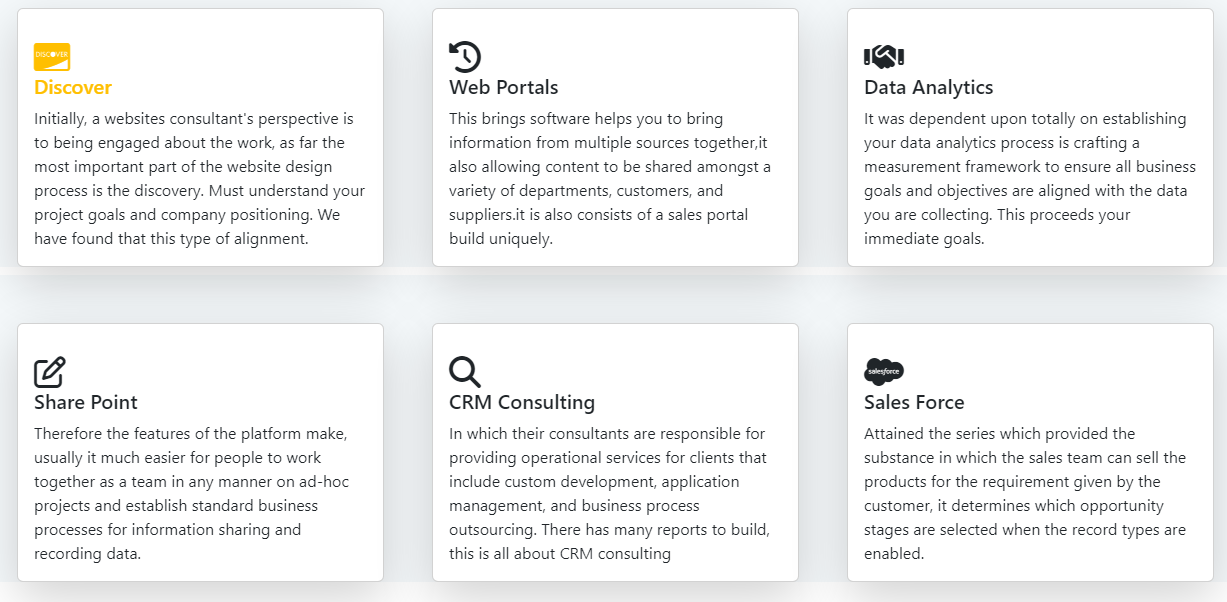 DISCOVER
Discover
Initially, a websites consultant's perspective is
to being engaged about the work, as far the
most important part of the website design
process is the discovery. Must understand your
project goals and company positioning. We
have found that this type of alignment.
Web Portals
This brings software helps you to bring
information from multiple sources together,it
also allowing content to be shared amongst a
variety of departments, customers, and
suppliers.it is also consists of a sales portal
build uniquely.
Data Analytics
It was dependent upon totally on establishing
your data analytics process is crafting a
measurement framework to ensure all business
goals and objectives are aligned with the data
you are collecting. This proceeds your
immediate goals.
Share Point
Therefore the features of the platform make,
usually it much easier for people to work
together as a team in any manner on ad-hoc
projects and establish standard business
processes for information sharing and
recording data.
CRM Consulting
In which their consultants are responsible for
providing operational services for clients that
include custom development, application
management, and business process
outsourcing. There has many reports to build,
this is all about CRM consulting
salesforce
Sales Force
Attained the series which provided the
substance in which the sales team can sell the
products for the requirement given by the
customer, it determines which opportunity
stages are selected when the record types are
enabled.